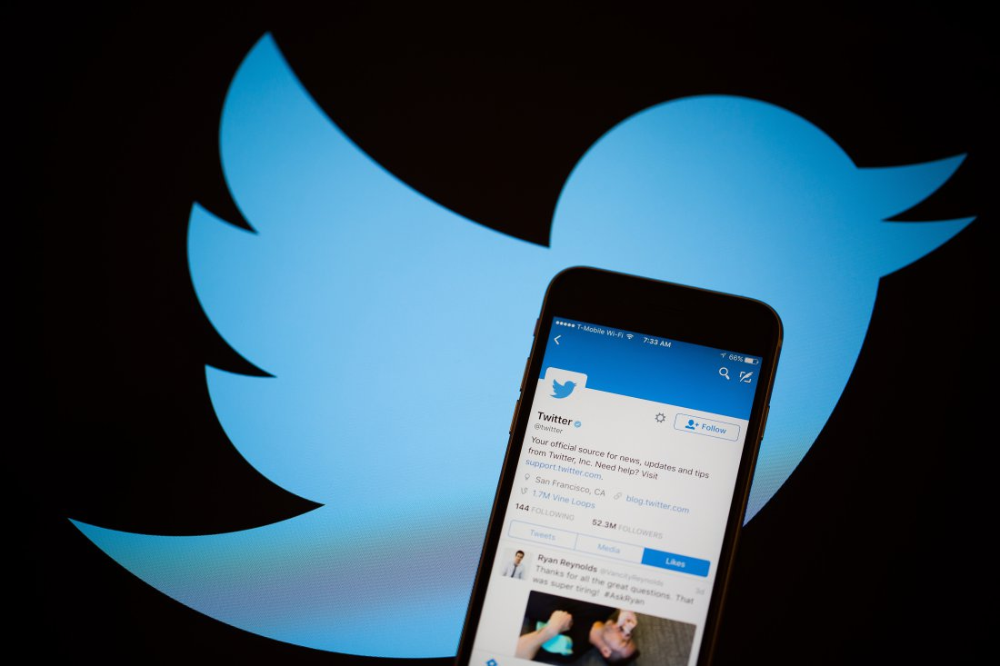 T-Mobile Wi-Fi 7:33 AM 66%
Twitter
Follow
@twitter
Your official source for news, updates and tips
from Twitter, Inc. Need help? Visit
support.twitter.com.
San Francisco, CA blog.twitter.com
1.7M Vine Loops
144 FOLLOWING 52.3M FOLLOWERS
Tweets Media Likes
Ryan Reynolds @VancityReynolds 3d
Thanks for all the great questions. That
was super tiring! #AskRyan